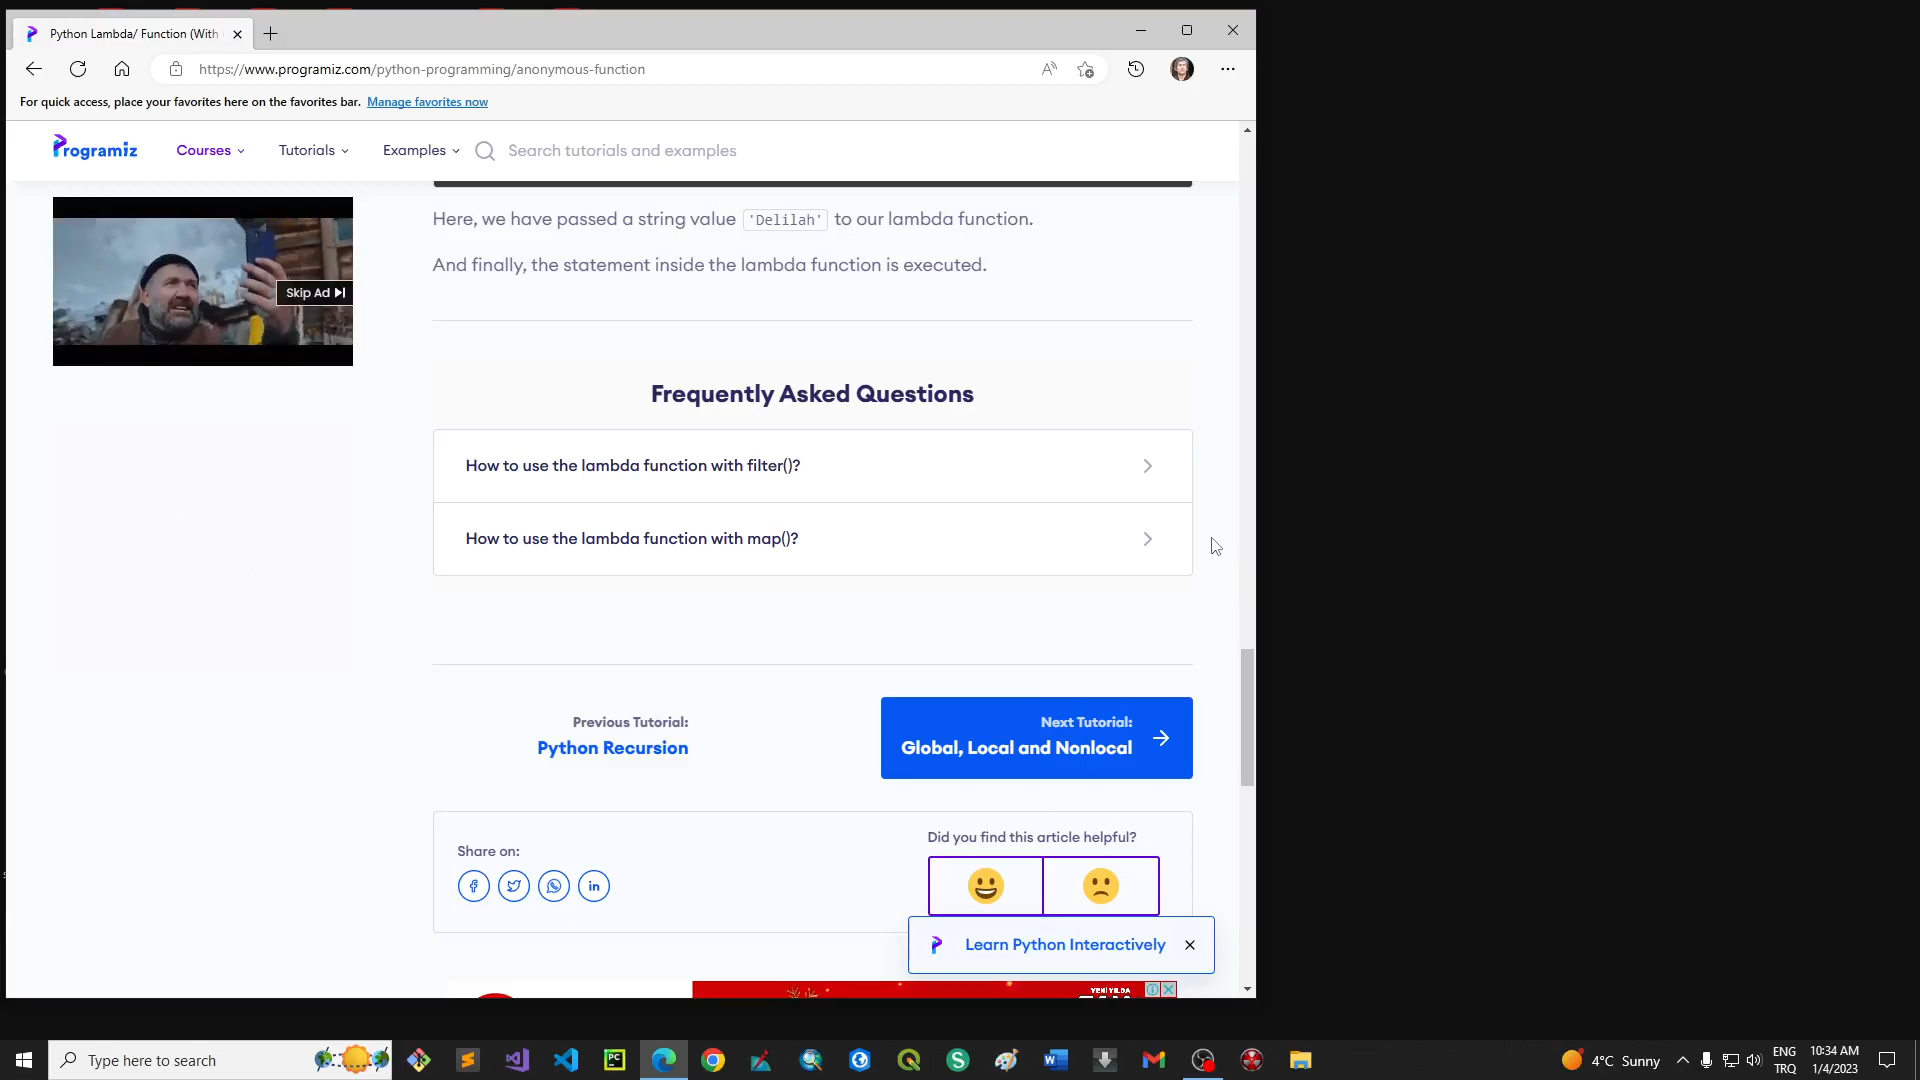 Python Lambda/ Function (With
https://www.programiz.com/python-programming/anonymous-function
For quick access, place your favorites here on the favorites bar. Manage favorites now
Programiz Courses Tutorials Examples Search tutorials and examples
Here, we have passed a string value 'Delilah' to our lambda function.
And finally, the statement inside the lambda function is executed.
Skip Ad
Frequently Asked Questions
How to use the lambda function with filter()?
How to use the lambda function with map()?
Previous Tutorial:
Python Recursion
Next Tutorial:
Global, Local and Nonlocal
Share on:
Did you find this article helpful?
Learn Python Interactively
YENİ YILDA
Type here to search
PC
4°C Sunny
ENG
TRQ
10:34 AM
1/4/2023